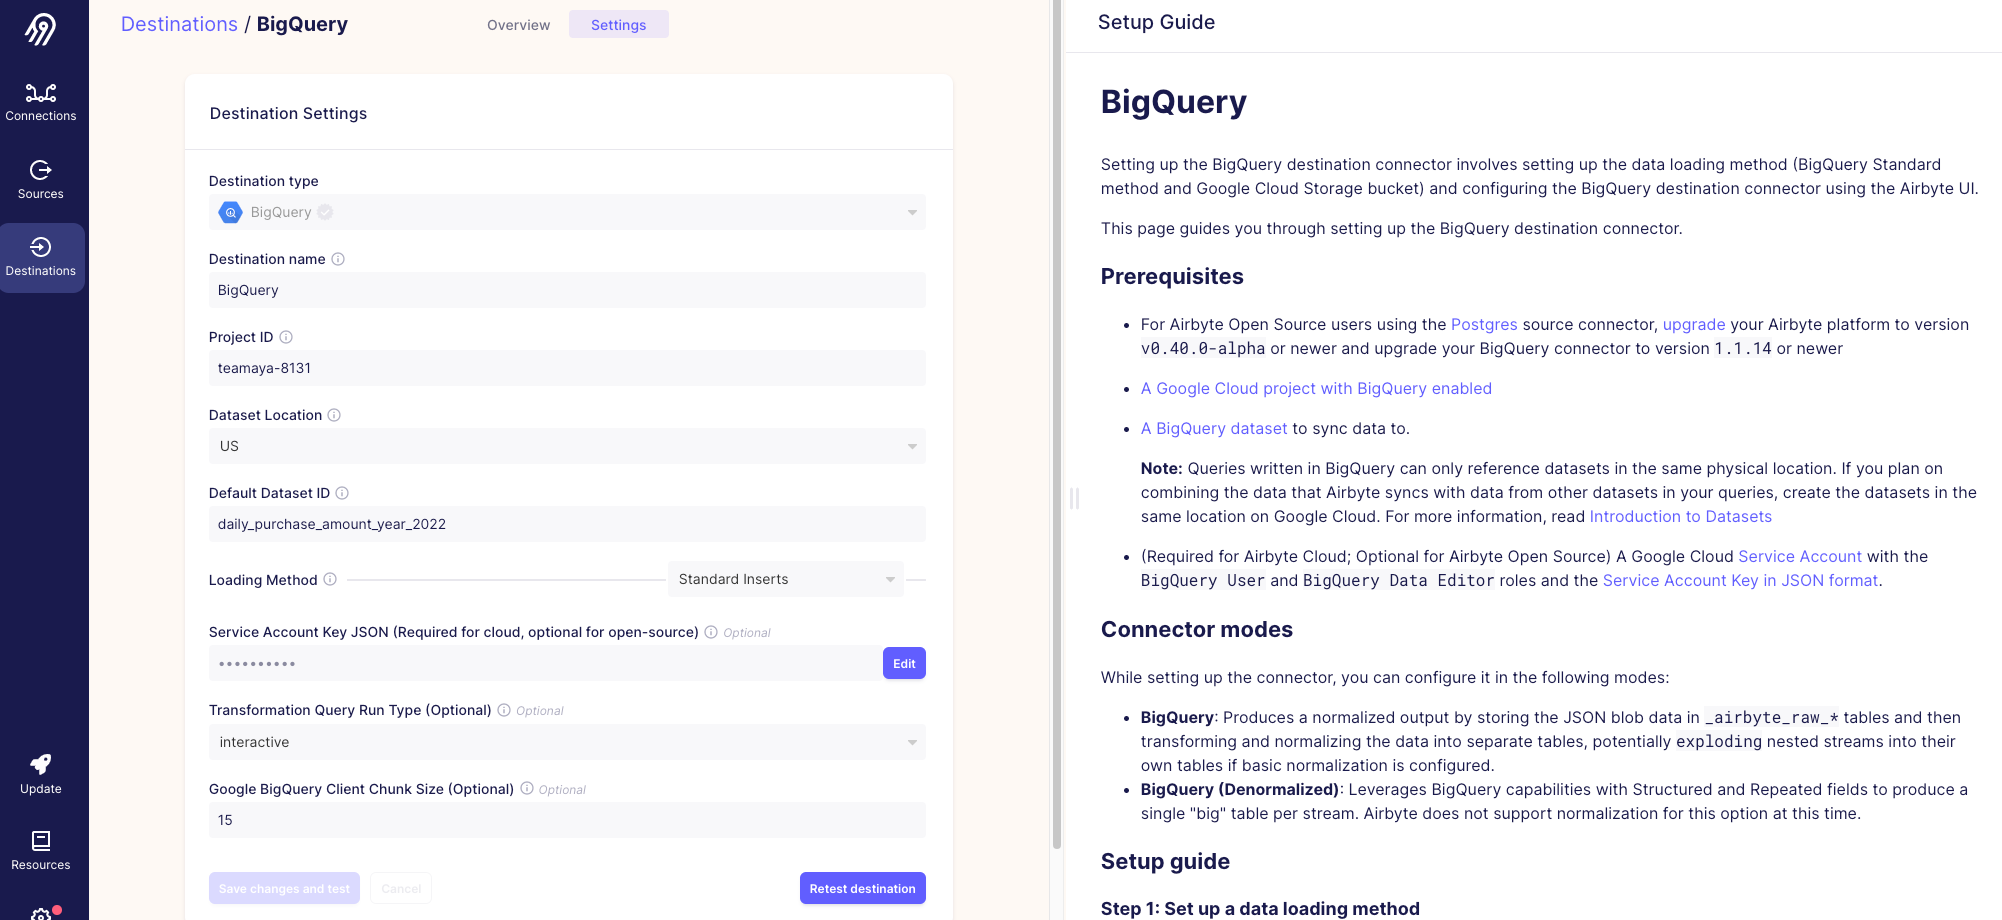 Connections
Sources
Destinations
Update
Resources
Destinations / BigQuery
Overview
Settings
Destination Settings
Destination type
BigQuery
Destination name
BigQuery
Project ID
teamaya-8131
Dataset Location
US
Default Dataset ID
daily_purchase_amount_year_2022
Loading Method
Standard Inserts
Service Account Key JSON (Required for cloud, optional for open-source) Optional
••••••••••
Edit
Transformation Query Run Type (Optional) Optional
interactive
Google BigQuery Client Chunk Size (Optional) Optional
15
Save changes and test
Cancel
Retest destination
Setup Guide
BigQuery
Setting up the BigQuery destination connector involves setting up the data loading method (BigQuery Standard
method and Google Cloud Storage bucket) and configuring the BigQuery destination connector using the Airbyte UI.
This page guides you through setting up the BigQuery destination connector.
Prerequisites
• For Airbyte Open Source users using the Postgres source connector, upgrade your Airbyte platform to version
v0.40.0-alpha or newer and upgrade your BigQuery connector to version 1.1.14 or newer
• A Google Cloud project with BigQuery enabled
• A BigQuery dataset to sync data to.
Note: Queries written in BigQuery can only reference datasets in the same physical location. If you plan on
combining the data that Airbyte syncs with data from other datasets in your queries, create the datasets in the
same location on Google Cloud. For more information, read Introduction to Datasets
• (Required for Airbyte Cloud; Optional for Airbyte Open Source) A Google Cloud Service Account with the
BigQuery User and BigQuery Data Editor roles and the Service Account Key in JSON format.
Connector modes
While setting up the connector, you can configure it in the following modes:
• BigQuery: Produces a normalized output by storing the JSON blob data in _airbyte_raw_* tables and then
transforming and normalizing the data into separate tables, potentially exploding nested streams into their
own tables if basic normalization is configured.
• BigQuery (Denormalized): Leverages BigQuery capabilities with Structured and Repeated fields to produce a
single "big" table per stream. Airbyte does not support normalization for this option at this time.
Setup guide
Step 1: Set up a data loading method